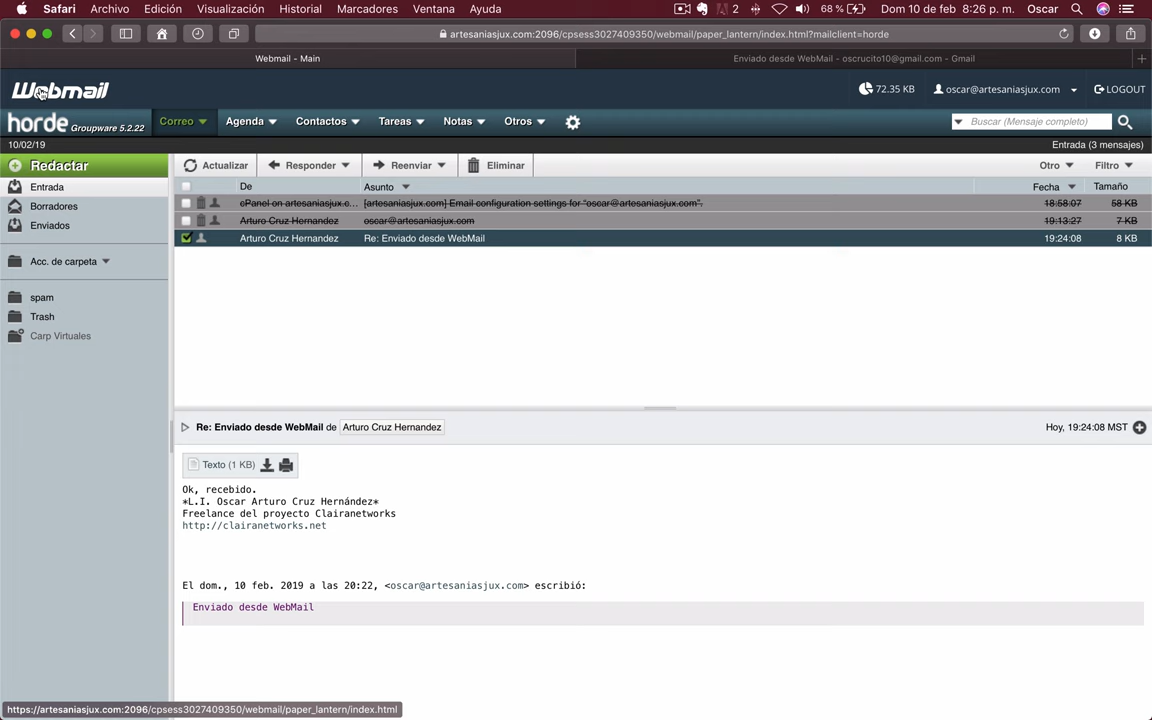 Safari Archivo Edición Visualización Historial Marcadores Ventana Ayuda 2 68 % Dom 10 de feb 8:26 p. m. Oscar
artesaniasjux.com:2096/cpsess3027409350/webmail/paper_lantern/index.html?mailclient=horde
Webmail – Main Enviado desde WebMail - oscrucito10@gmail.com - Gmail
Webmail 72.35 KB oscar@artesaniasjux.com LOGOUT
horde Groupware 5.2.22 Correo Agenda Contactos Tareas Notas Otros Buscar (Mensaje completo)
10/02/19 Entrada (3 mensajes)
Redactar Actualizar Responder Reenviar Eliminar Otro Filtro
Entrada De Asunto Fecha Tamaño
cPanel on artesaniasjux.c... [artesaniasjux.com] Email configuration settings for “oscar@artesaniasjux.com”. 18:58:07 58 KB
Borradores
Arturo Cruz Hernandez oscar@artesaniasjux.com 19:13:27 7 KB
Enviados
Arturo Cruz Hernandez Re: Enviado desde WebMail 19:24:08 8 KB
Acc. de carpeta
spam
Trash
Carp Virtuales
Re: Enviado desde WebMail de Arturo Cruz Hernandez Hoy, 19:24:08 MST
Texto (1 KB)
Ok, recebido.
*L.I. Oscar Arturo Cruz Hernández*
Freelance del proyecto Clairanetworks
http://clairanetworks.net
El dom., 10 feb. 2019 a las 20:22, <oscar@artesaniasjux.com> escribió:
Enviado desde WebMail
https://artesaniasjux.com:2096/cpsess3027409350/webmail/paper_lantern/index.html